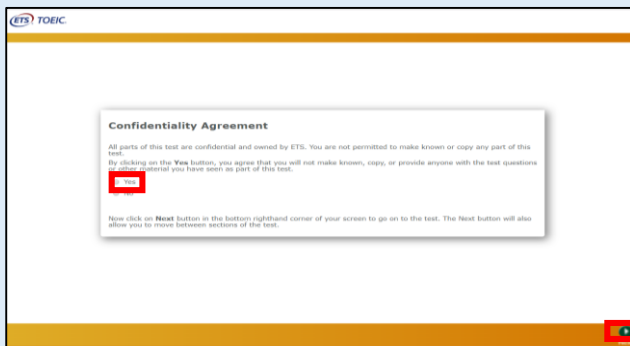 ETS TOEIC.
Confidentiality Agreement
All parts of this test are confidential and owned by ETS. You are not permitted to make known or copy any part of this
test.
By clicking on the Yes button, you agree that you will not make known, copy, or provide anyone with the test questions
or other material you have seen as part of this test.
Yes
Now click on Next button in the bottom righthand corner of your screen to go on to the test. The Next button will also
allow you to move between sections of the test.